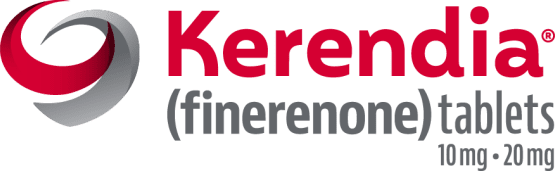 Kerendia®
(finerenone) tablets
10 mg • 20 mg